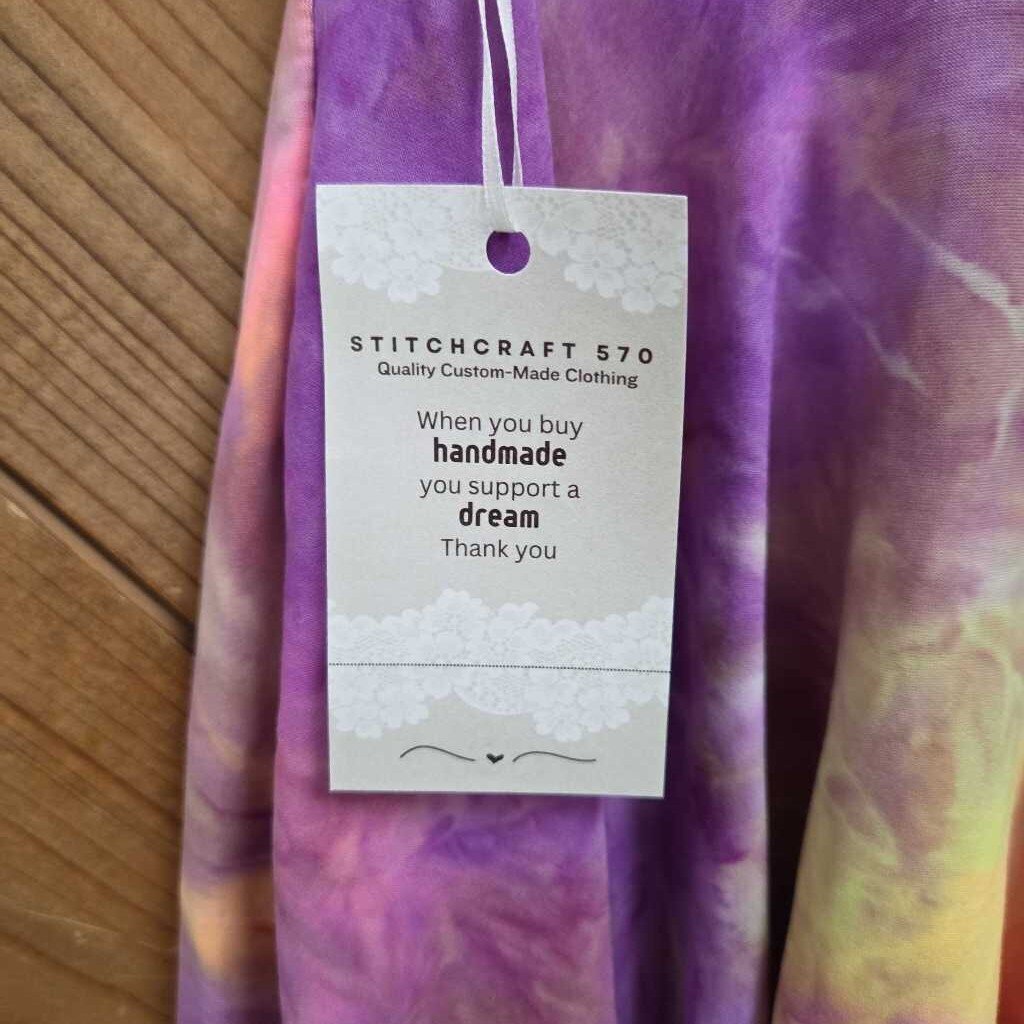 STITCHCRAFT 570
Quality Custom-Made Clothing
When you buy
handmade
you support a
dream
Thank you